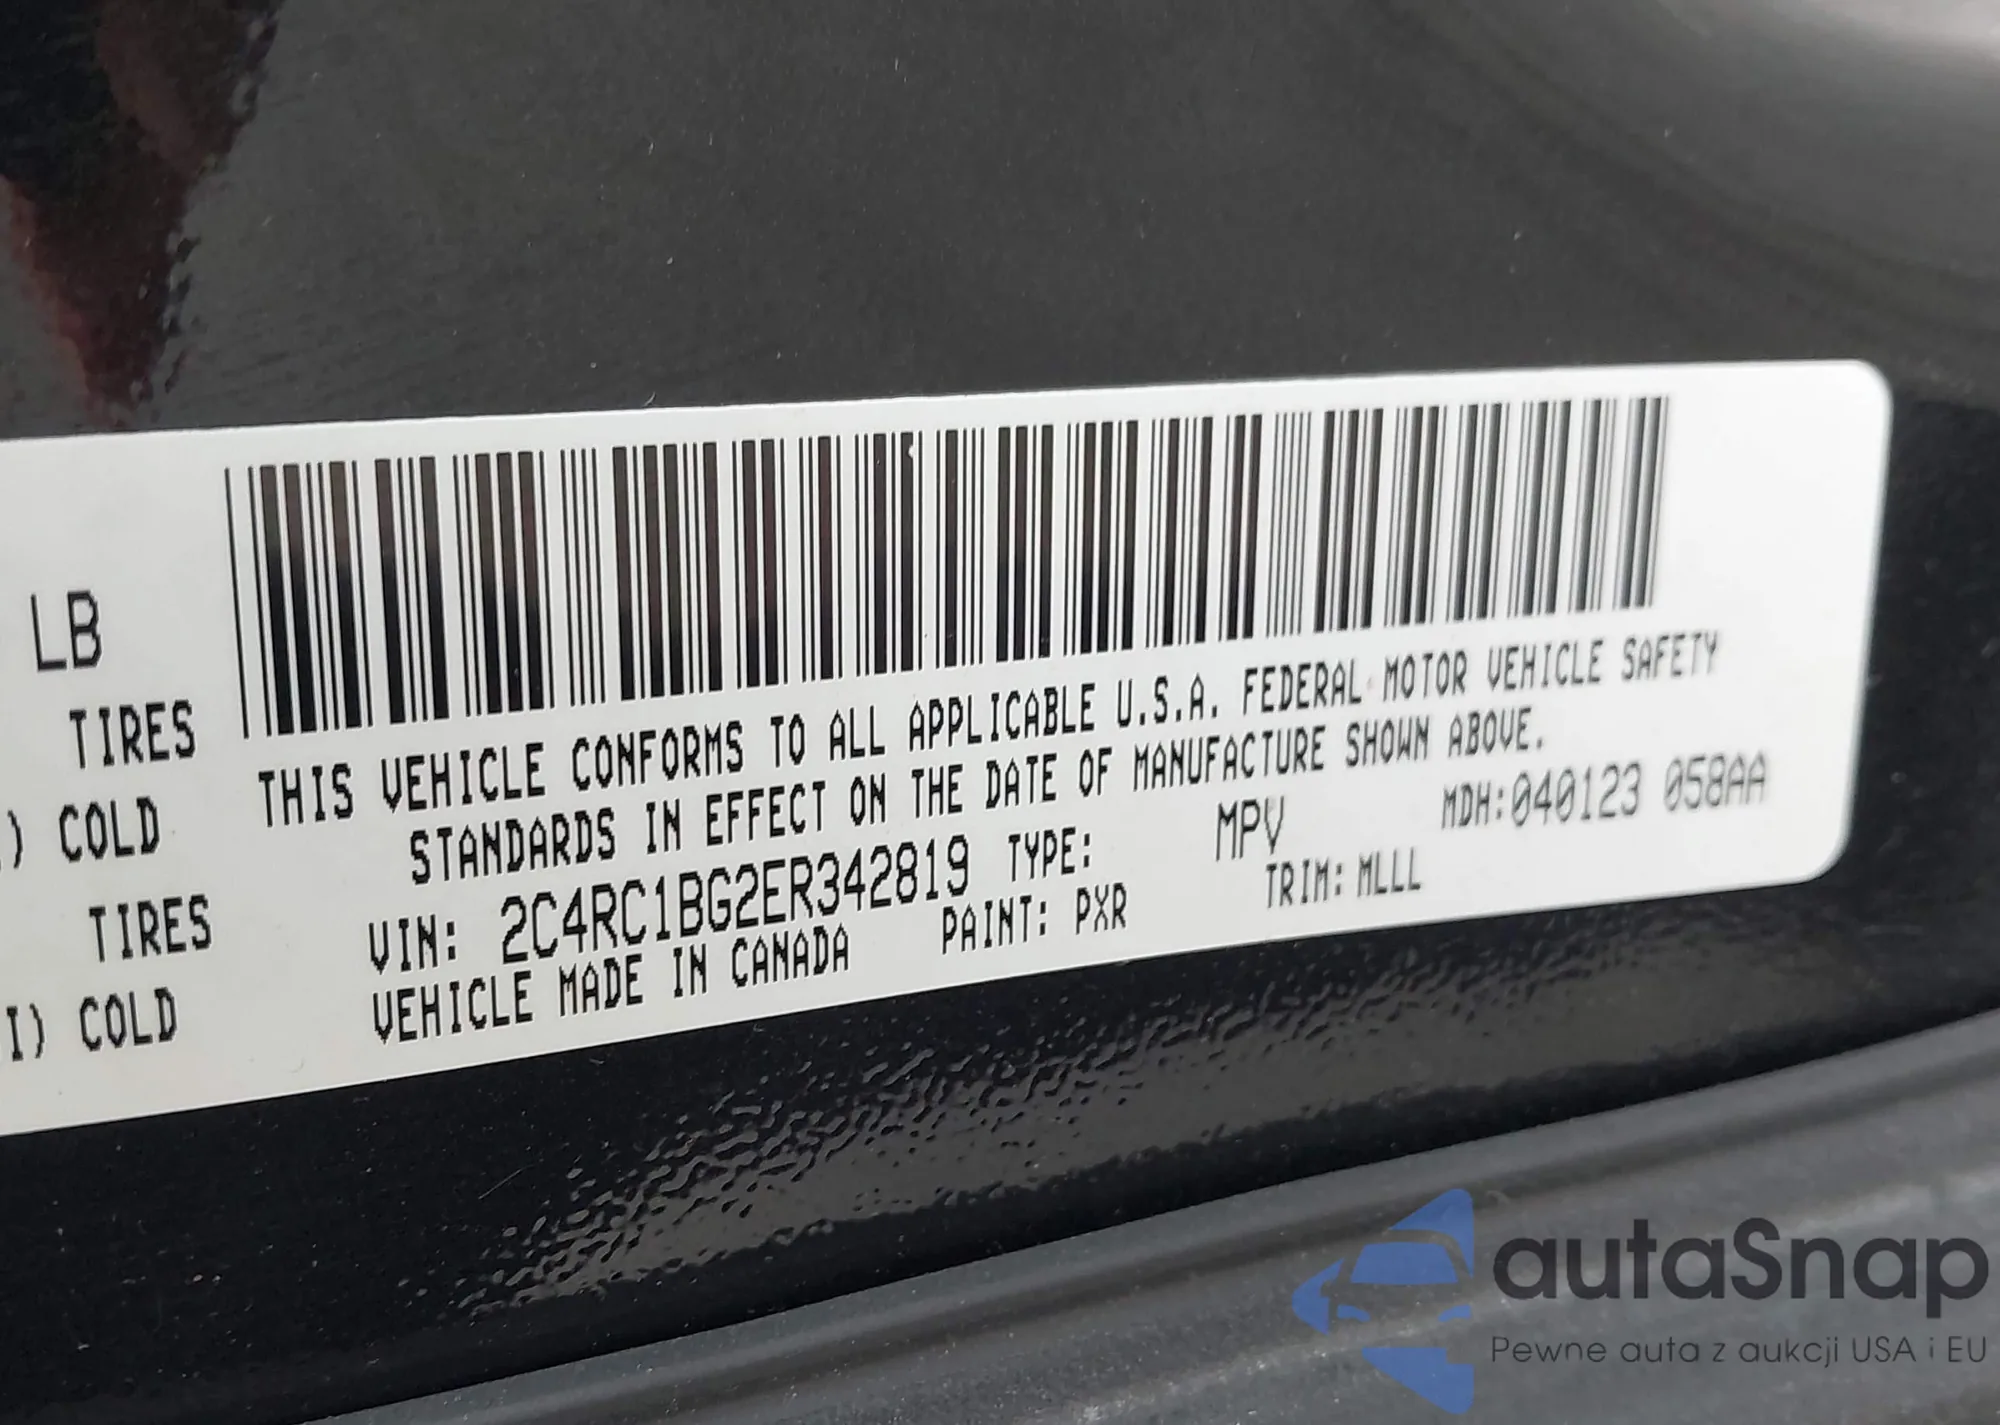 LB
TIRES
) COLD
TIRES
I) COLD
THIS VEHICLE CONFORMS TO ALL APPLICABLE U.S.A. FEDERAL MOTOR VEHICLE SAFETY
STANDARDS IN EFFECT ON THE DATE OF MANUFACTURE SHOWN ABOVE.
VIN: 2C4RC1BG2ER342819 TYPE: MPV MDH:040123 058AA
VEHICLE MADE IN CANADA PAINT: PXR TRIM: MLLL
autaSnap
Pewne auta z aukcji USA i EU